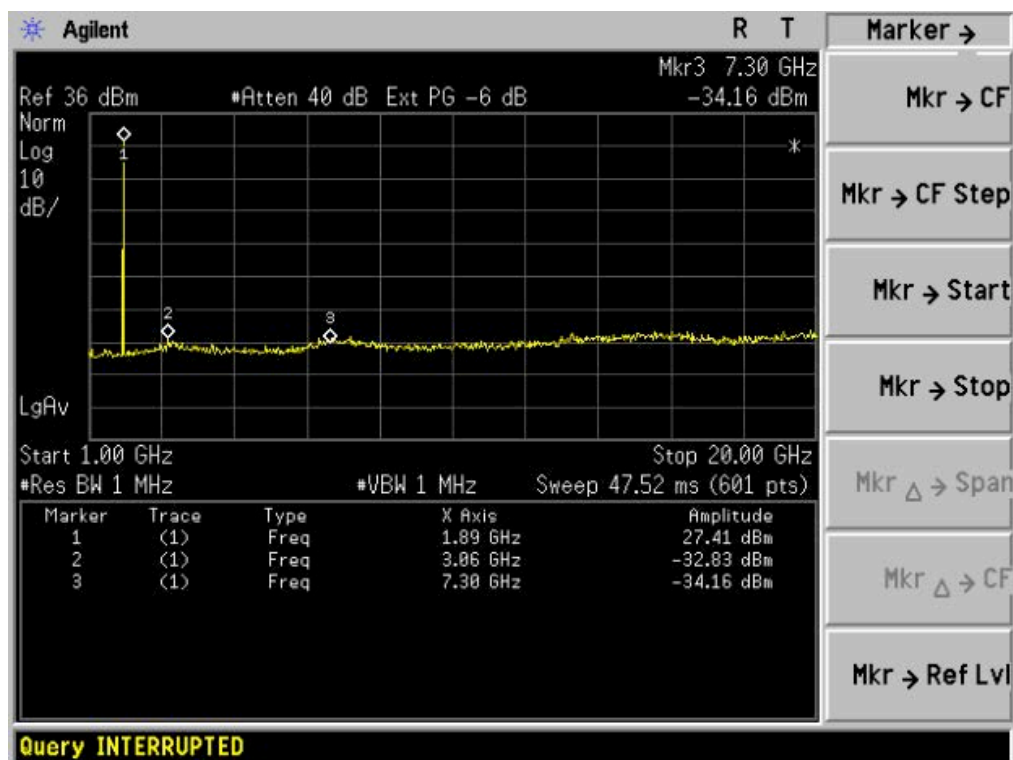 Agilent R T Marker →
Mkr3 7.30 GHz
Ref 36 dBm #Atten 40 dB Ext PG -6 dB -34.16 dBm
Norm
Log
10
dB/
1
2
3
*
LgAv
Start 1.00 GHz Stop 20.00 GHz
#Res BW 1 MHz #VBW 1 MHz Sweep 47.52 ms (601 pts)
Marker Trace Type X Axis Amplitude
1 (1) Freq 1.89 GHz 27.41 dBm
2 (1) Freq 3.06 GHz -32.83 dBm
3 (1) Freq 7.30 GHz -34.16 dBm
Mkr → CF
Mkr → CF Step
Mkr → Start
Mkr → Stop
Mkr Δ → Span
Mkr Δ → CF
Mkr → Ref Lvl
Query INTERRUPTED